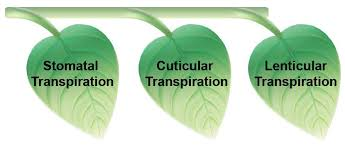 Stomatal
Transpiration
Cuticular
Transpiration
Lenticular
Transpiration